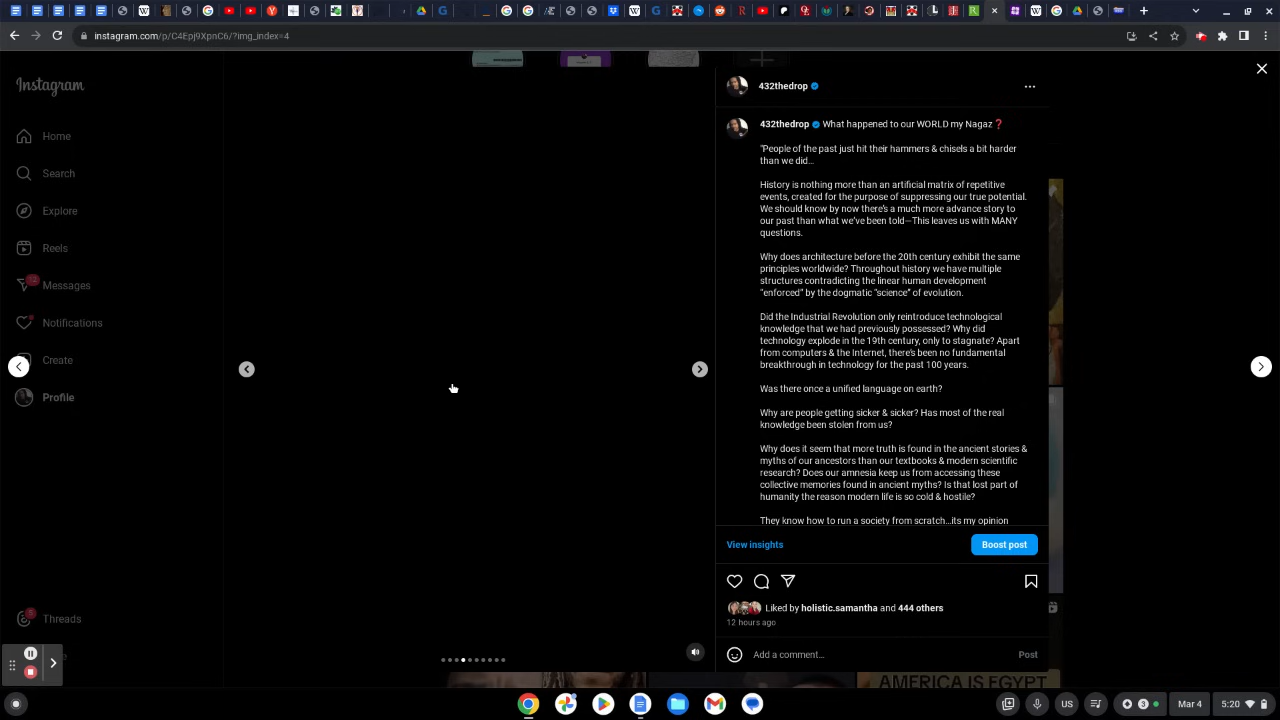 instagram.com/p/C4Epj9XpnC6/?img_index=4
Instagram
Home
Search
Explore
Reels
Messages
Notifications
Create
Profile
Threads
432thedrop
432thedrop What happened to our WORLD my Nagaz❓
"People of the past just hit their hammers & chisels a bit harder
than we did…
History is nothing more than an artificial matrix of repetitive
events, created for the purpose of suppressing our true potential.
We should know by now there's a much more advance story to
our past than what we've been told—This leaves us with MANY
questions.
Why does architecture before the 20th century exhibit the same
principles worldwide? Throughout history we have multiple
structures contradicting the linear human development
"enforced" by the dogmatic "science" of evolution.
Did the Industrial Revolution only reintroduce technological
knowledge that we had previously possessed? Why did
technology explode in the 19th century, only to stagnate? Apart
from computers & the Internet, there's been no fundamental
breakthrough in technology for the past 100 years.
Was there once a unified language on earth?
Why are people getting sicker & sicker? Has most of the real
knowledge been stolen from us?
Why does it seem that more truth is found in the ancient stories &
myths of our ancestors than our textbooks & modern scientific
research? Does our amnesia keep us from accessing these
collective memories found in ancient myths? Is that lost part of
humanity the reason modern life is so cold & hostile?
They know how to run a society from scratch...its my opinion
View insights
Boost post
Liked by holistic.samantha and 444 others
12 hours ago
Add a comment…
Post
AMERICA IS EGYPT
US
3
Mar 4
5:20